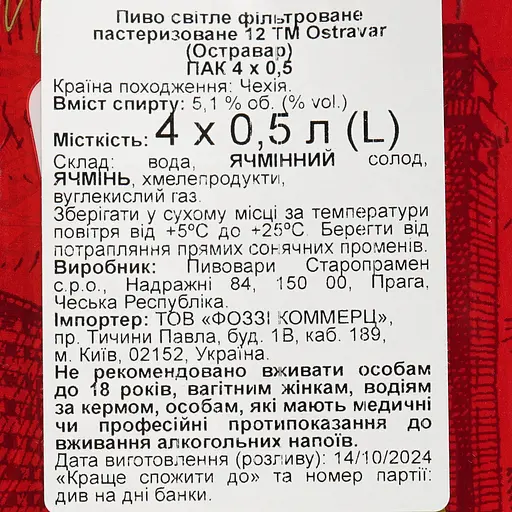 Пиво світле фільтроване
пастеризоване 12 ТМ Ostravar
(Остравар)
ПАК 4 х 0,5
Країна походження: Чехія.
Вміст спирту: 5,1 % об. (% vol.)
Місткість: 4 х 0,5 л (L)
Склад: вода, ЯЧМІННИЙ солод,
ЯЧМІНЬ, хмелепродукти,
вуглекислий газ.
Зберігати у сухому місці за температури
повітря від +5ºС до +25ºС. Берегти від
потрапляння прямих сонячних променів.
Виробник: Пивовари Старопрамен
с.р.о., Надражні 84, 150 00, Прага,
Чеська Республіка.
Імпортер: ТОВ «ФОЗЗІ КОММЕРЦ»,
пр. Тичини Павла, буд. 1В, каб. 189,
м. Київ, 02152, Україна.
Не рекомендовано вживати особам
до 18 років, вагітним жінкам, водіям
за кермом, особам, які мають медичні
чи професійні протипоказання до
вживання алкогольних напоїв.
Дата виготовлення (розливу): 14/10/2024
«Краще спожити до» та номер партії:
див на дні банки.